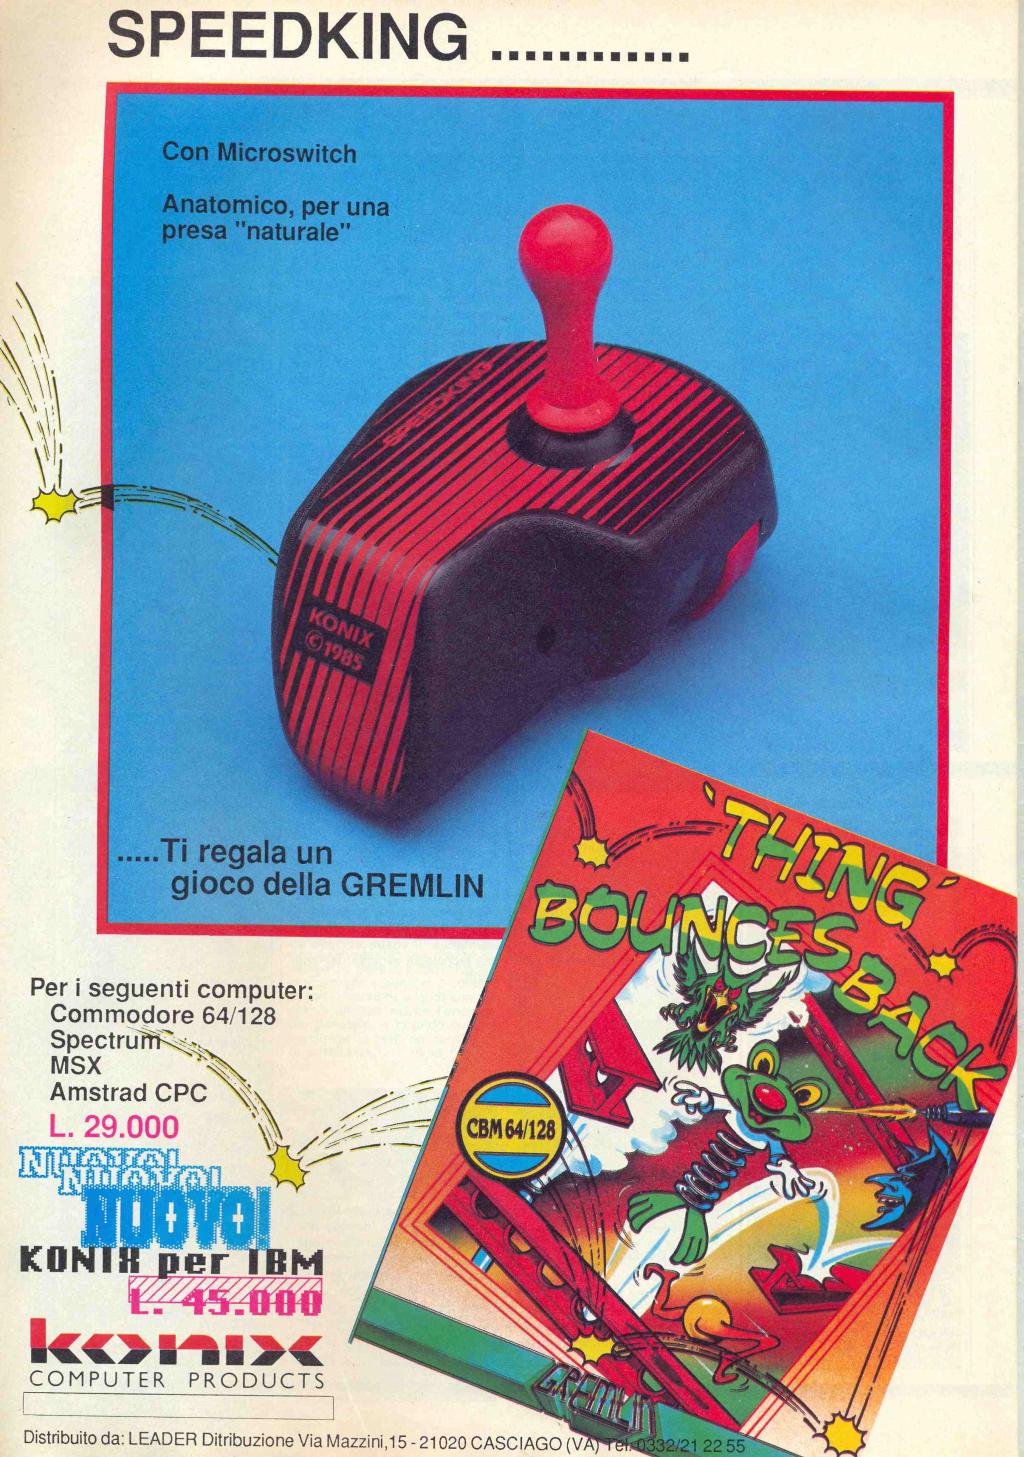 SPEEDKING ............
Con Microswitch
Anatomico, per una
presa "naturale"
SPEEDKING
KONIX
©1985
.....Ti regala un
gioco della GREMLIN
'THING'
BOUNCES BACK
CBM 64/128
GREMLIN
Per i seguenti computer:
Commodore 64/128
Spectrum
MSX
Amstrad CPC
L. 29.000
NUOVO!
NUOVO!
NUOVO!
KONIX per IBM
L. 45.000
konix
COMPUTER PRODUCTS
Distribuito da: LEADER Ditribuzione Via Mazzini,15 - 21020 CASCIAGO (VA) Tel. 0332/21 22 55